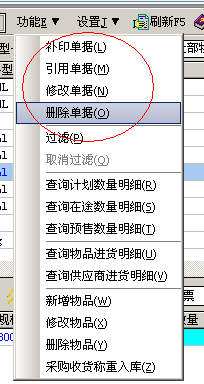 功能E ▼ 设置I ▼ 刷新F5
补印单据(L)
引用单据(M)
修改单据(N)
删除单据(O)
过滤(P)
取消过滤(Q)
查询计划数量明细(R)
查询在途数量明细(S)
查询预售数量明细(T)
查询物品进货明细(U)
查询供应商进货明细(V)
新增物品(W)
修改物品(X)
删除物品(Y)
采购收货称重入库(Z)